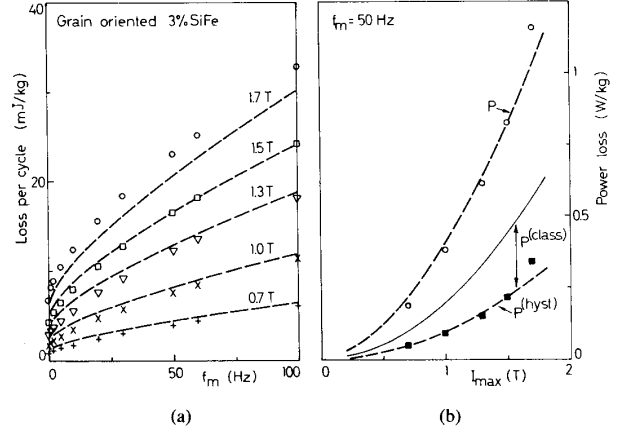 (a)
Grain oriented 3% SiFe
Loss per cycle (mJ/kg)
40
20
0
1.7 T
1.5 T
1.3 T
1.0 T
0.7 T
0
50
100
fm (Hz)
(a)
(b)
fm = 50 Hz
P
P(class)
P(hyst)
1
0.5
0
Power loss (W/kg)
0
1
2
Imax (T)
(b)